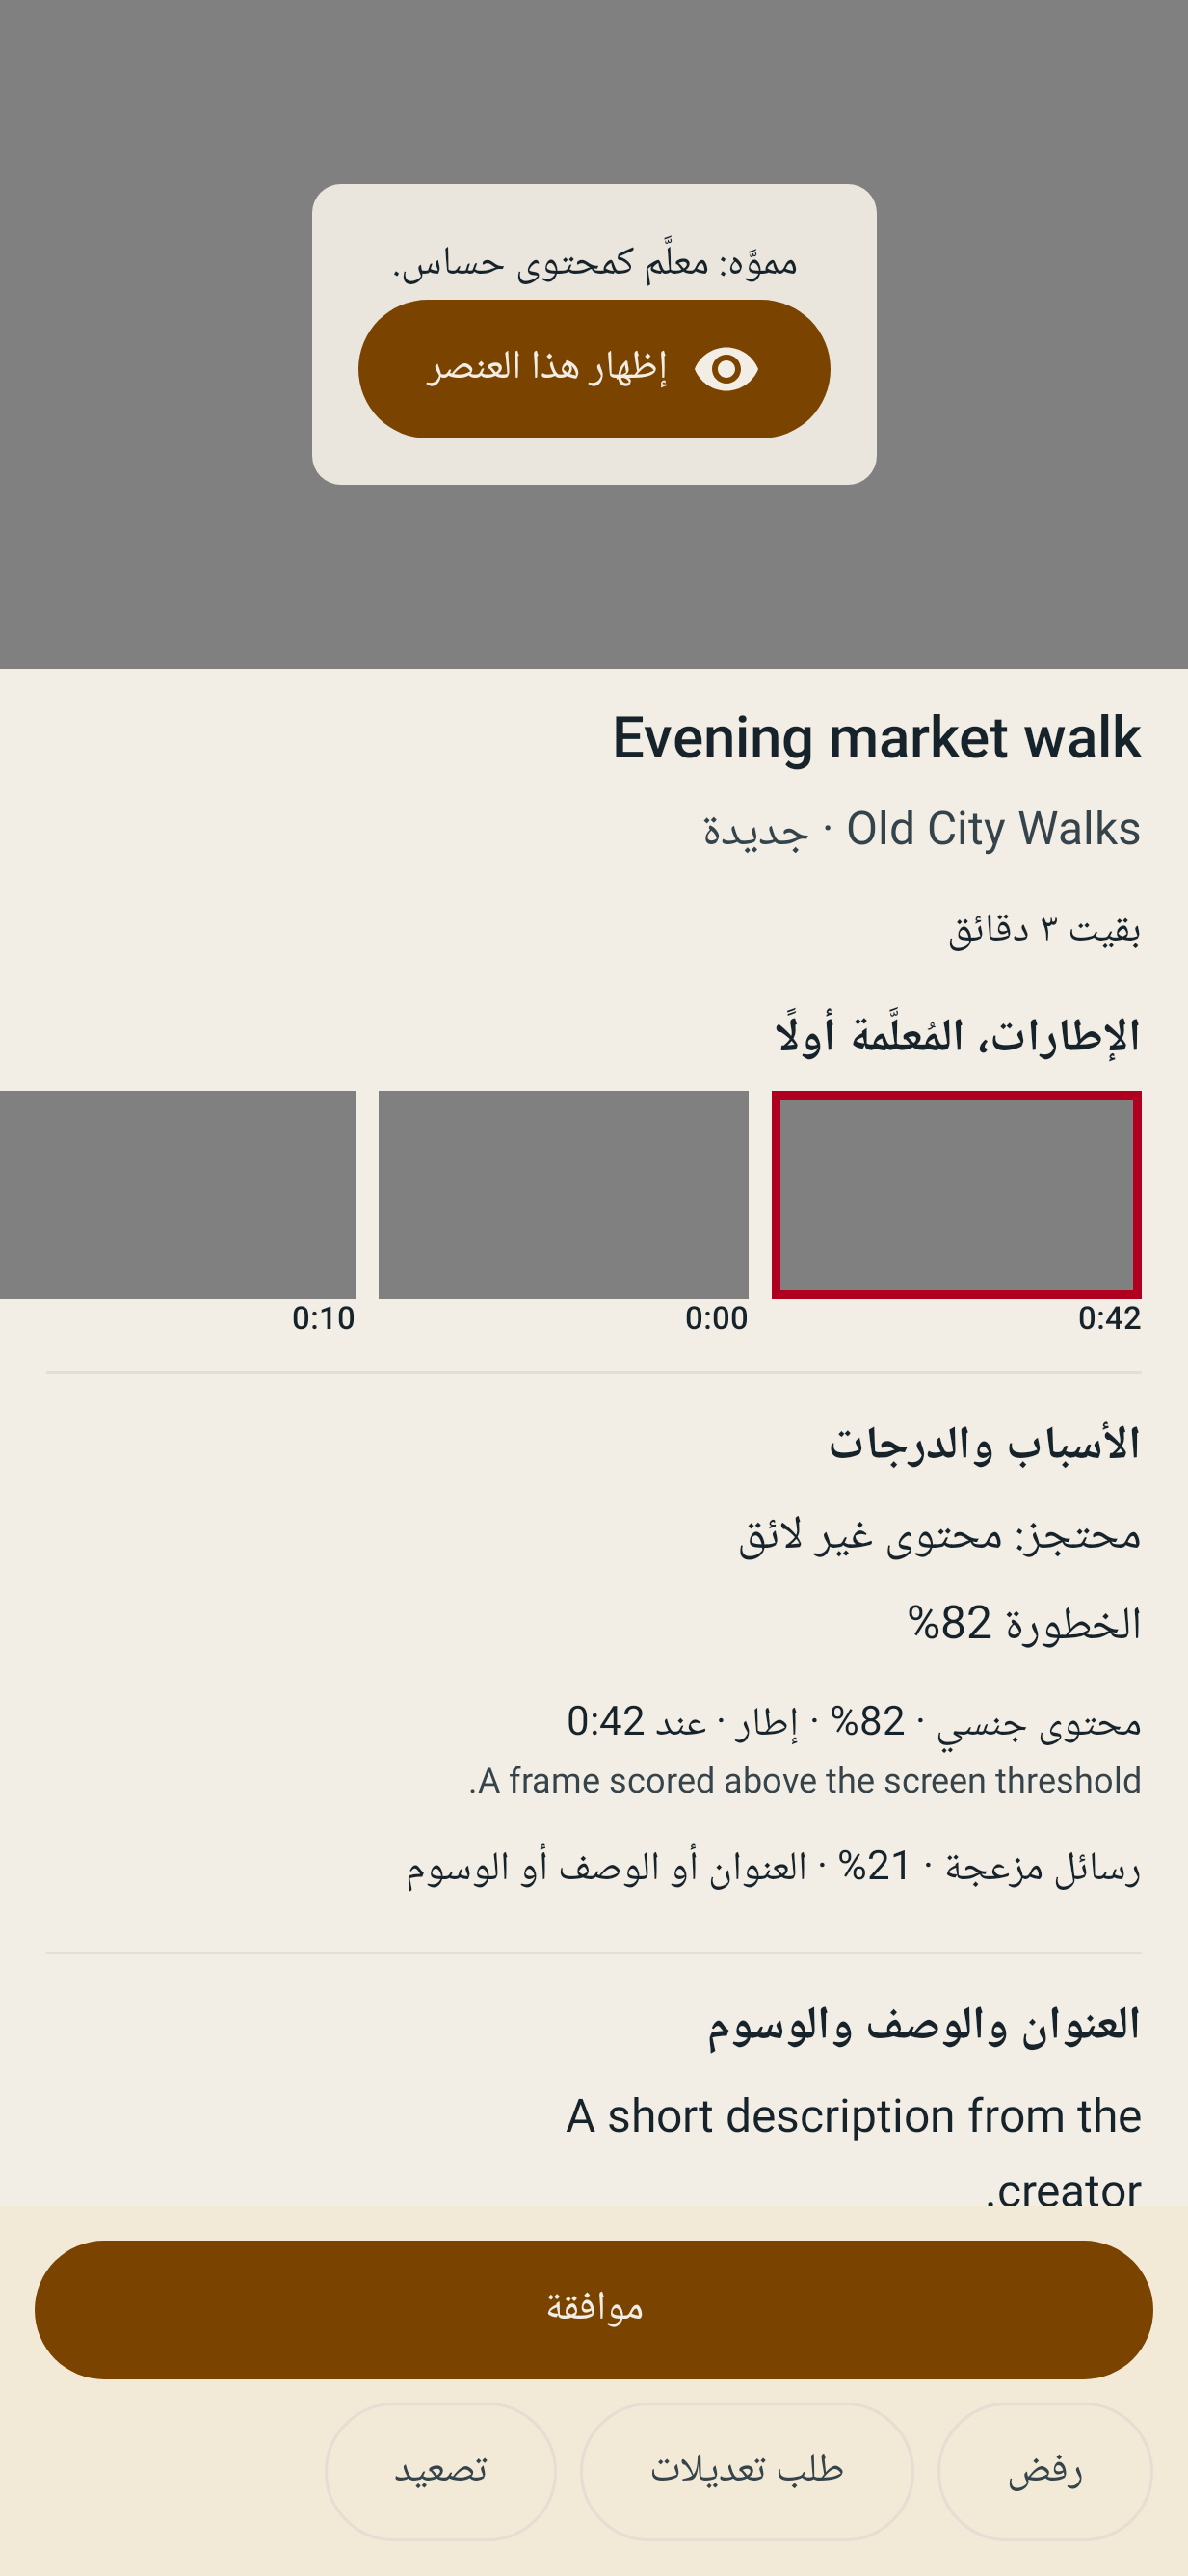 مموَّه: معلَّم كمحتوى حساس.
إظهار هذا العنصر
Evening market walk
Old City Walks · جديدة
بقيت ٣ دقائق
الإطارات، المُعلَّمة أولًا
0:42
0:00
0:10
الأسباب والدرجات
محتجز: محتوى غير لائق
الخطورة 82%
محتوى جنسي · 82% · إطار · عند 0:42
A frame scored above the screen threshold.
رسائل مزعجة · 21% · العنوان أو الوصف أو الوسوم
العنوان والوصف والوسوم
A short description from the
creator.
موافقة
رفض
طلب تعديلات
تصعيد